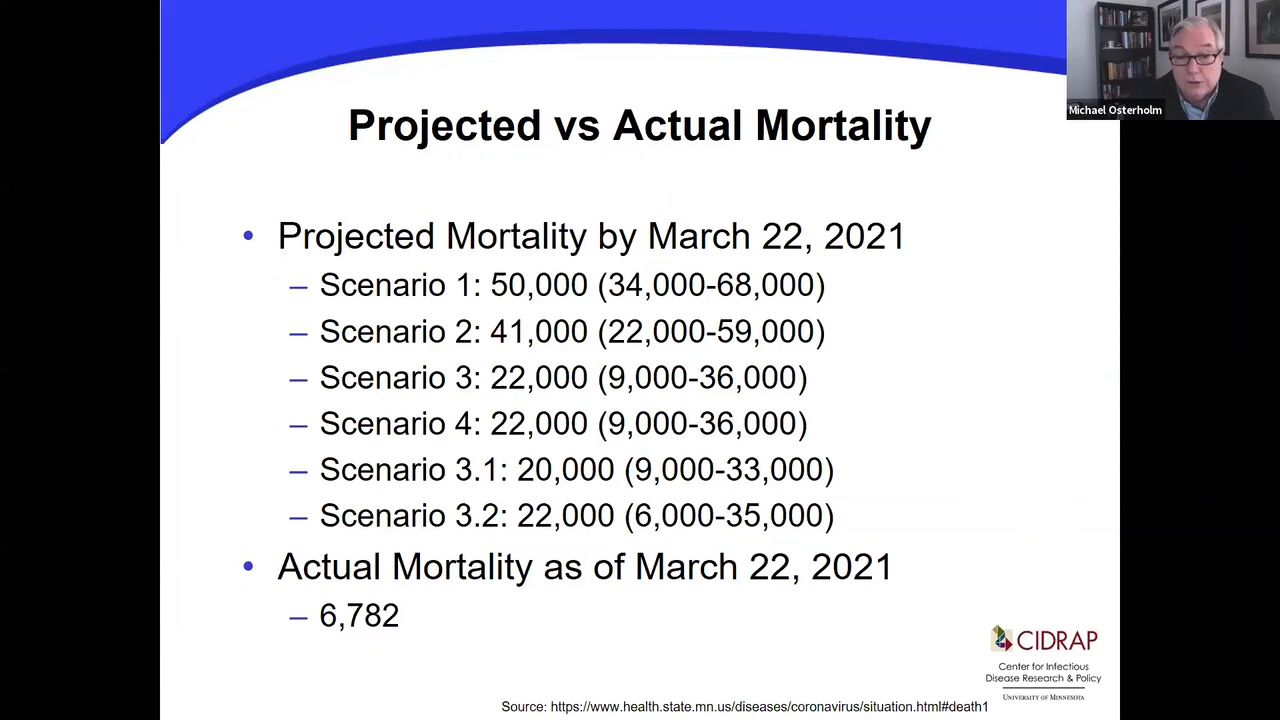 Michael Osterholm
Projected vs Actual Mortality
• Projected Mortality by March 22, 2021
– Scenario 1: 50,000 (34,000-68,000)
– Scenario 2: 41,000 (22,000-59,000)
– Scenario 3: 22,000 (9,000-36,000)
– Scenario 4: 22,000 (9,000-36,000)
– Scenario 3.1: 20,000 (9,000-33,000)
– Scenario 3.2: 22,000 (6,000-35,000)
• Actual Mortality as of March 22, 2021
– 6,782
CIDRAP
Center for Infectious
Disease Research & Policy
UNIVERSITY OF MINNESOTA
Source: https://www.health.state.mn.us/diseases/coronavirus/situation.html#death1